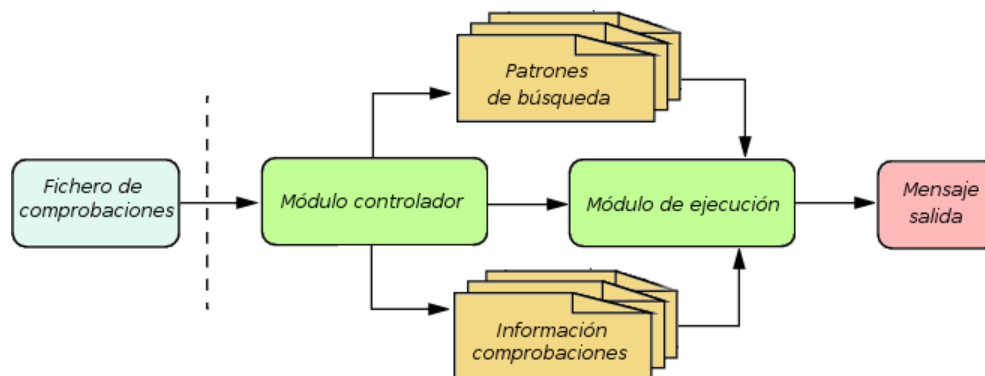 Patrones
de búsqueda
Fichero de
comprobaciones
Módulo controlador
Módulo de ejecución
Mensaje
salida
Información
comprobaciones